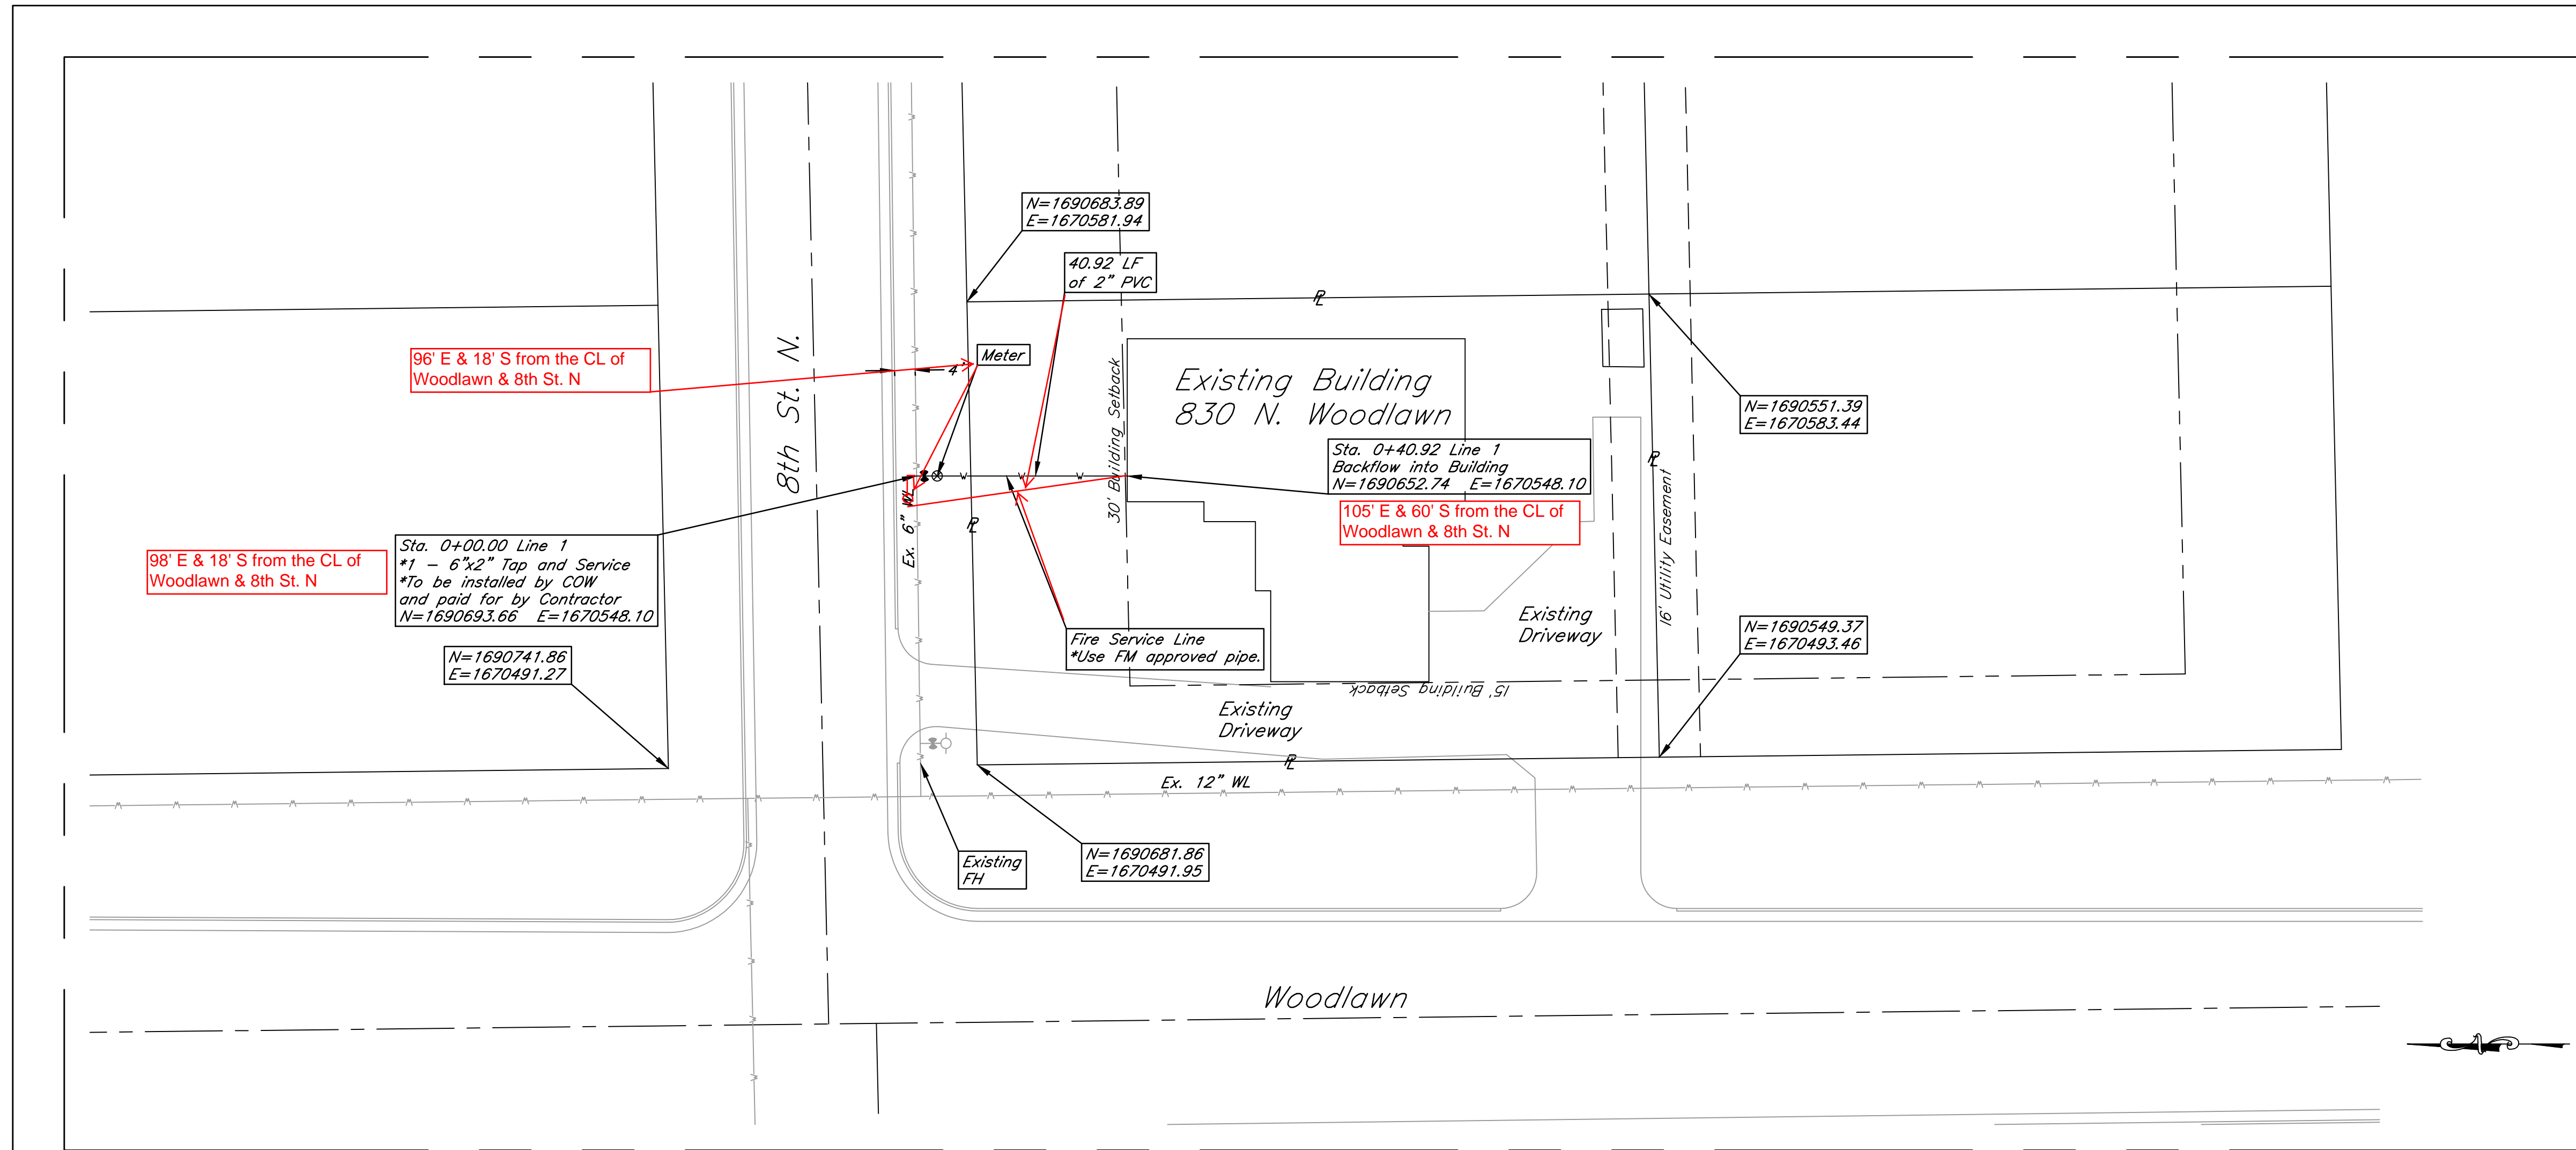 N=1690683.89
E=1670581.94
40.92 LF
of 2" PVC
96' E & 18' S from the CL of
Woodlawn & 8th St. N
Meter
4'
8th St. N.
30' Building Setback
Existing Building
830 N. Woodlawn
N=1690551.39
E=1670583.44
Sta. 0+40.92 Line 1
Backflow into Building
N=1690652.74 E=1670548.10
105' E & 60' S from the CL of
Woodlawn & 8th St. N
16' Utility Easement
Ex. 6" WL
98' E & 18' S from the CL of
Woodlawn & 8th St. N
Sta. 0+00.00 Line 1
*1 - 6"x2" Tap and Service
*To be installed by COW
and paid for by Contractor
N=1690693.66 E=1670548.10
Fire Service Line
*Use FM approved pipe.
Existing
Driveway
N=1690549.37
E=1670493.46
N=1690741.86
E=1670491.27
15' Building Setback
Existing
Driveway
Ex. 12" WL
Existing
FH
N=1690681.86
E=1670491.95
Woodlawn